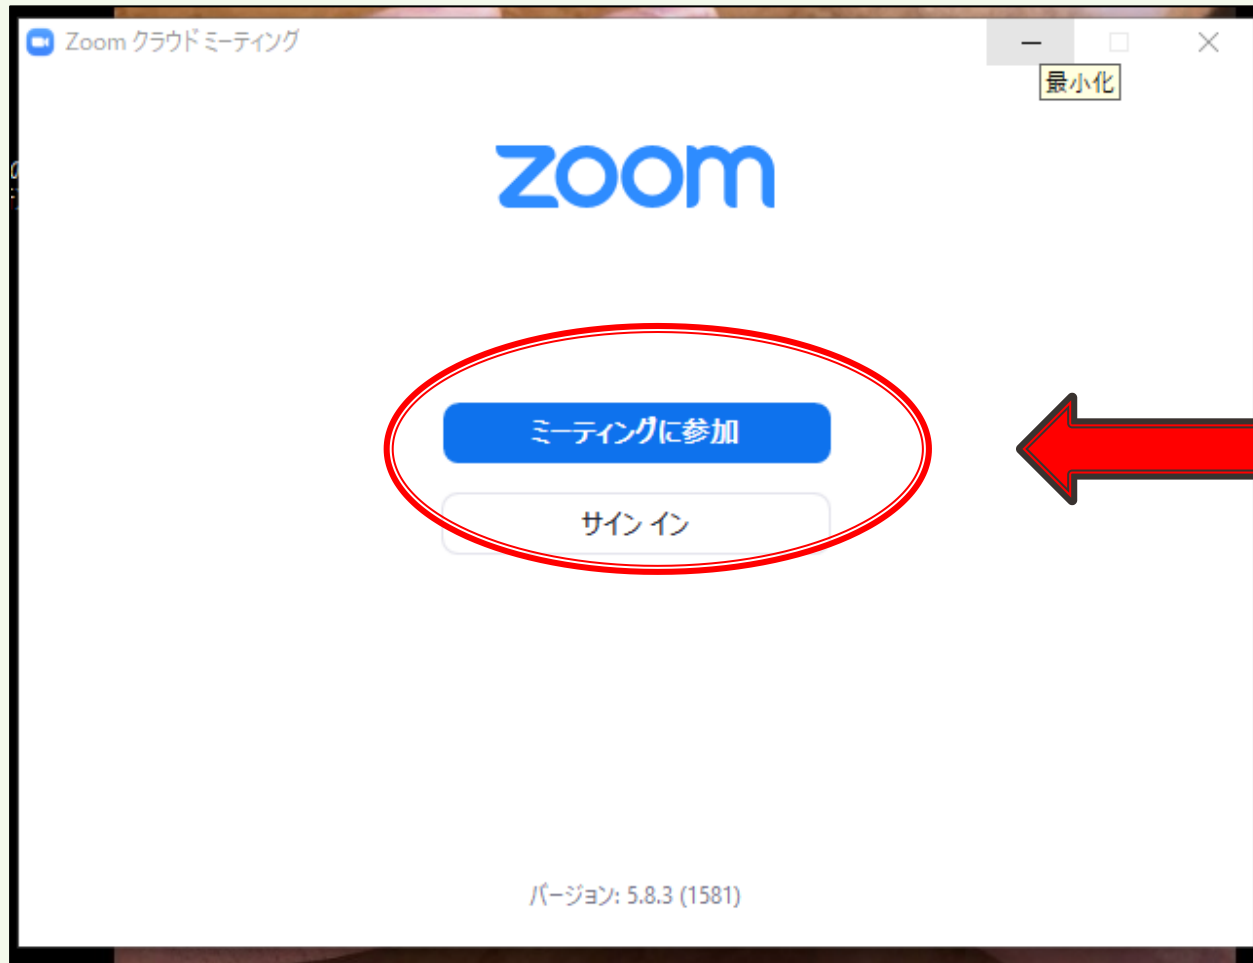 Zoom クラウド ミーティング
最小化
zoom
ミーティングに参加
サイン イン
バージョン: 5.8.3 (1581)